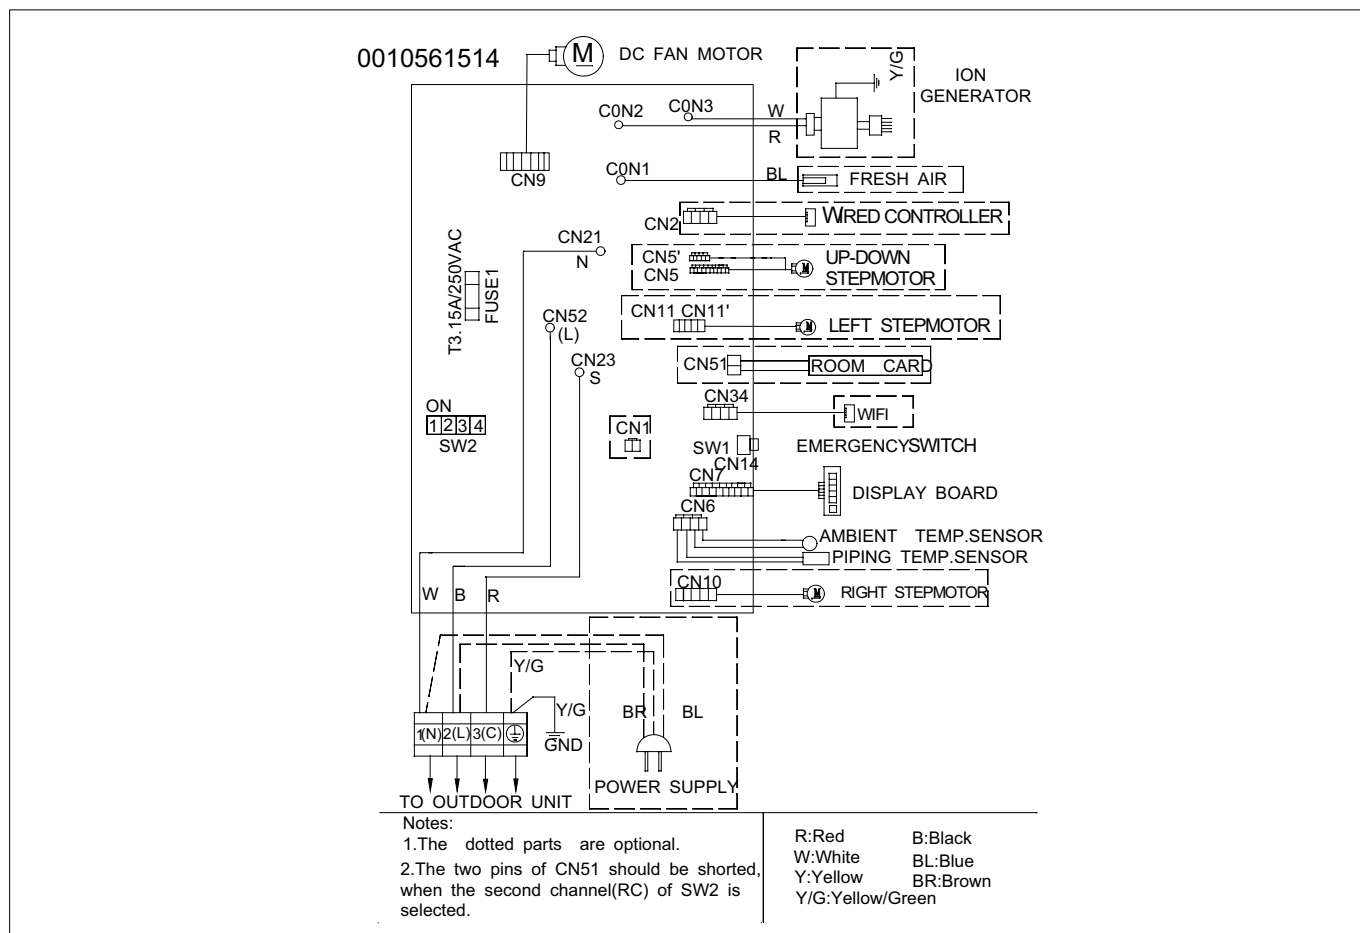 0010561514
M
DC FAN MOTOR
Y/G
ION
GENERATOR
C0N2
C0N3
W
R
CN9
C0N1
BL
FRESH AIR
CN2
WIRED CONTROLLER
CN21
N
CN5'
CN5
M
UP-DOWN
STEPMOTOR
T3.15A/250VAC
FUSE1
CN52
(L)
CN11 CN11'
M
LEFT STEPMOTOR
CN23
S
CN51
ROOM CARD
CN34
WIFI
ON
1 2 3 4
SW2
CN1
SW1
EMERGENCYSWITCH
CN14
CN7
DISPLAY BOARD
CN6
AMBIENT TEMP.SENSOR
PIPING TEMP.SENSOR
CN10
M
RIGHT STEPMOTOR
W B R
Y/G
Y/G
BR
BL
1(N) 2(L) 3(C)
GND
POWER SUPPLY
TO OUTDOOR UNIT
Notes:
1.The dotted parts are optional.
2.The two pins of CN51 should be shorted,
when the second channel(RC) of SW2 is
selected.
R:Red B:Black
W:White BL:Blue
Y:Yellow BR:Brown
Y/G:Yellow/Green